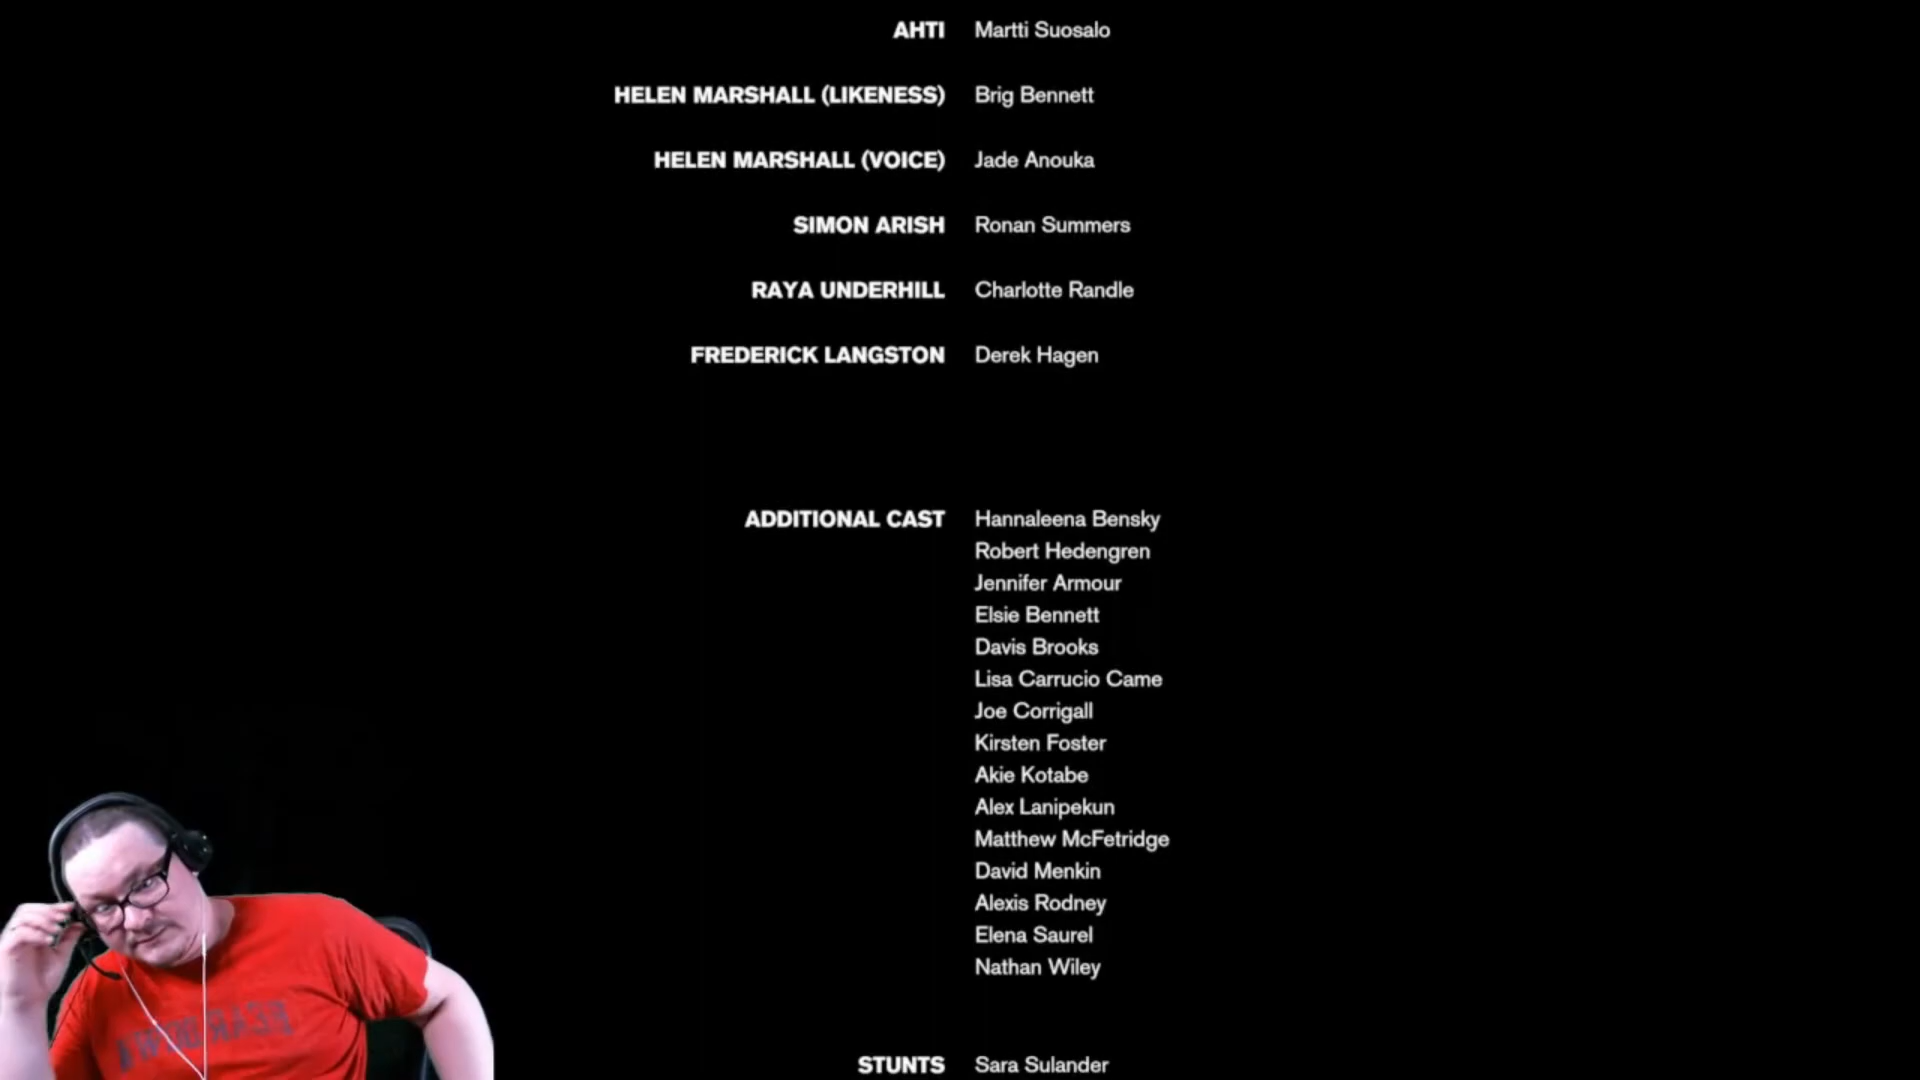 AHTI Martti Suosalo
HELEN MARSHALL (LIKENESS) Brig Bennett
HELEN MARSHALL (VOICE) Jade Anouka
SIMON ARISH Ronan Summers
RAYA UNDERHILL Charlotte Randle
FREDERICK LANGSTON Derek Hagen
ADDITIONAL CAST Hannaleena Bensky
Robert Hedengren
Jennifer Armour
Elsie Bennett
Davis Brooks
Lisa Carrucio Came
Joe Corrigall
Kirsten Foster
Akie Kotabe
Alex Lanipekun
Matthew McFetridge
David Menkin
Alexis Rodney
Elena Saurel
Nathan Wiley
STUNTS Sara Sulander